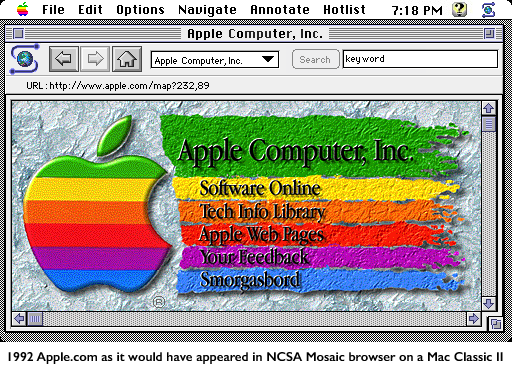 File Edit Options Navigate Annotate Hotlist 7:18 PM
Apple Computer, Inc.
Apple Computer, Inc. Search keyword
URL: http://www.apple.com/map?232,89
Apple Computer, Inc.
Software Online
Tech Info Library
Apple Web Pages
Your Feedback
Smorgasbord
®
1992 Apple.com as it would have appeared in NCSA Mosaic browser on a Mac Classic II